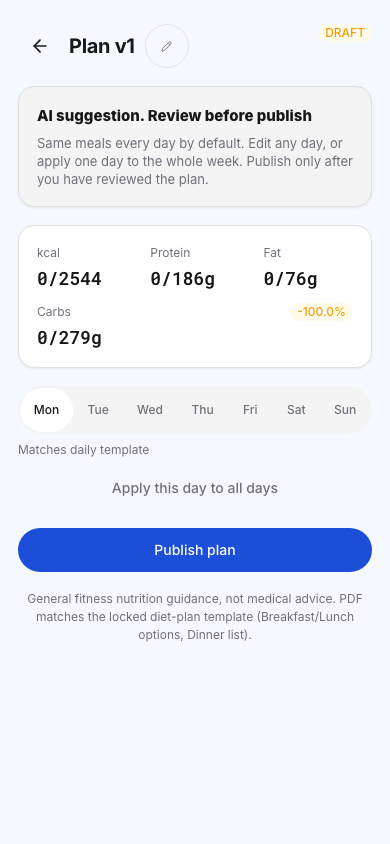 Plan v1
DRAFT
AI suggestion. Review before publish
Same meals every day by default. Edit any day, or
apply one day to the whole week. Publish only after
you have reviewed the plan.
kcal Protein Fat
0/2544 0/186g 0/76g
Carbs -100.0%
0/279g
Mon Tue Wed Thu Fri Sat Sun
Matches daily template
Apply this day to all days
Publish plan
General fitness nutrition guidance, not medical advice. PDF
matches the locked diet-plan template (Breakfast/Lunch
options, Dinner list).